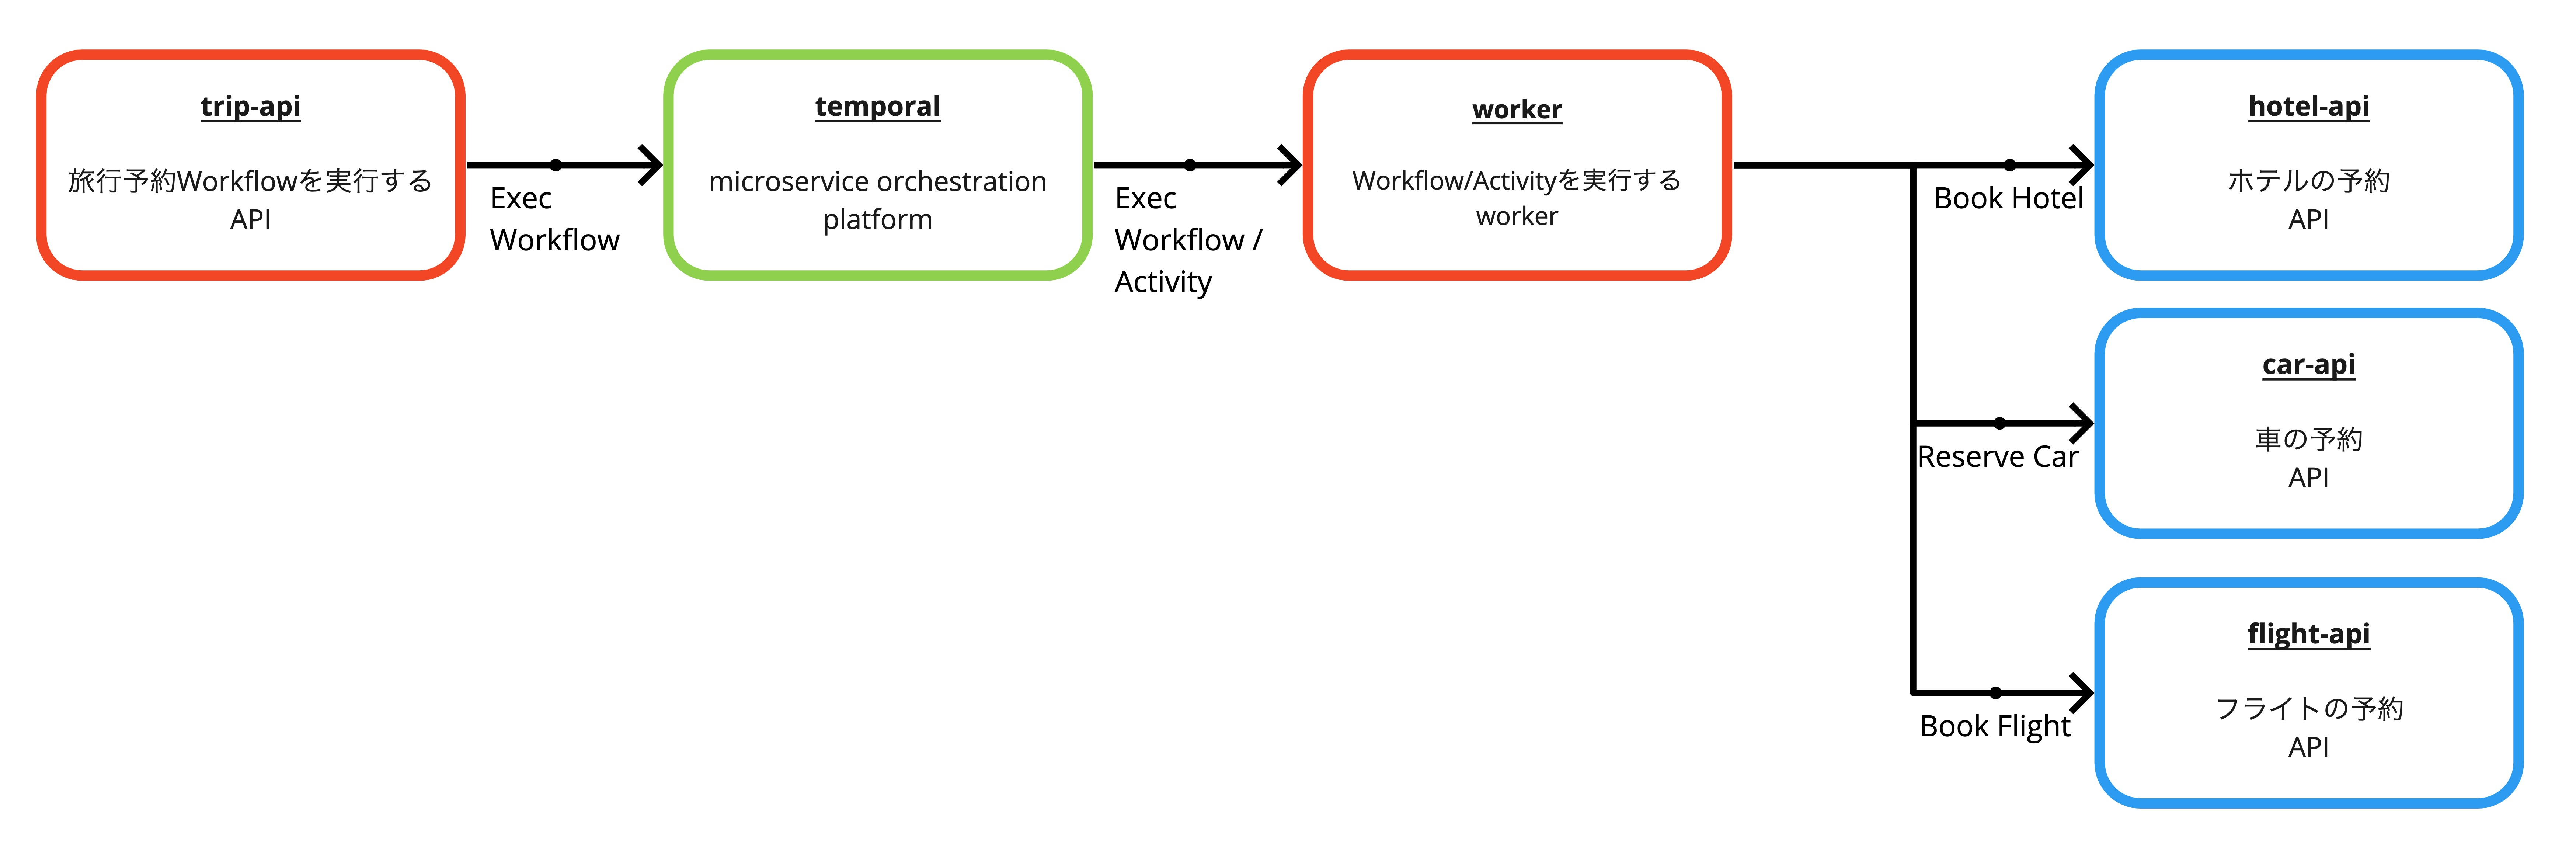 trip-api
旅行予約Workflowを実行する
API
Exec
Workflow
temporal
microservice orchestration
platform
Exec
Workflow /
Activity
worker
Workflow/Activityを実行する
worker
Book Hotel
hotel-api
ホテルの予約
API
Reserve Car
car-api
車の予約
API
Book Flight
flight-api
フライトの予約
API